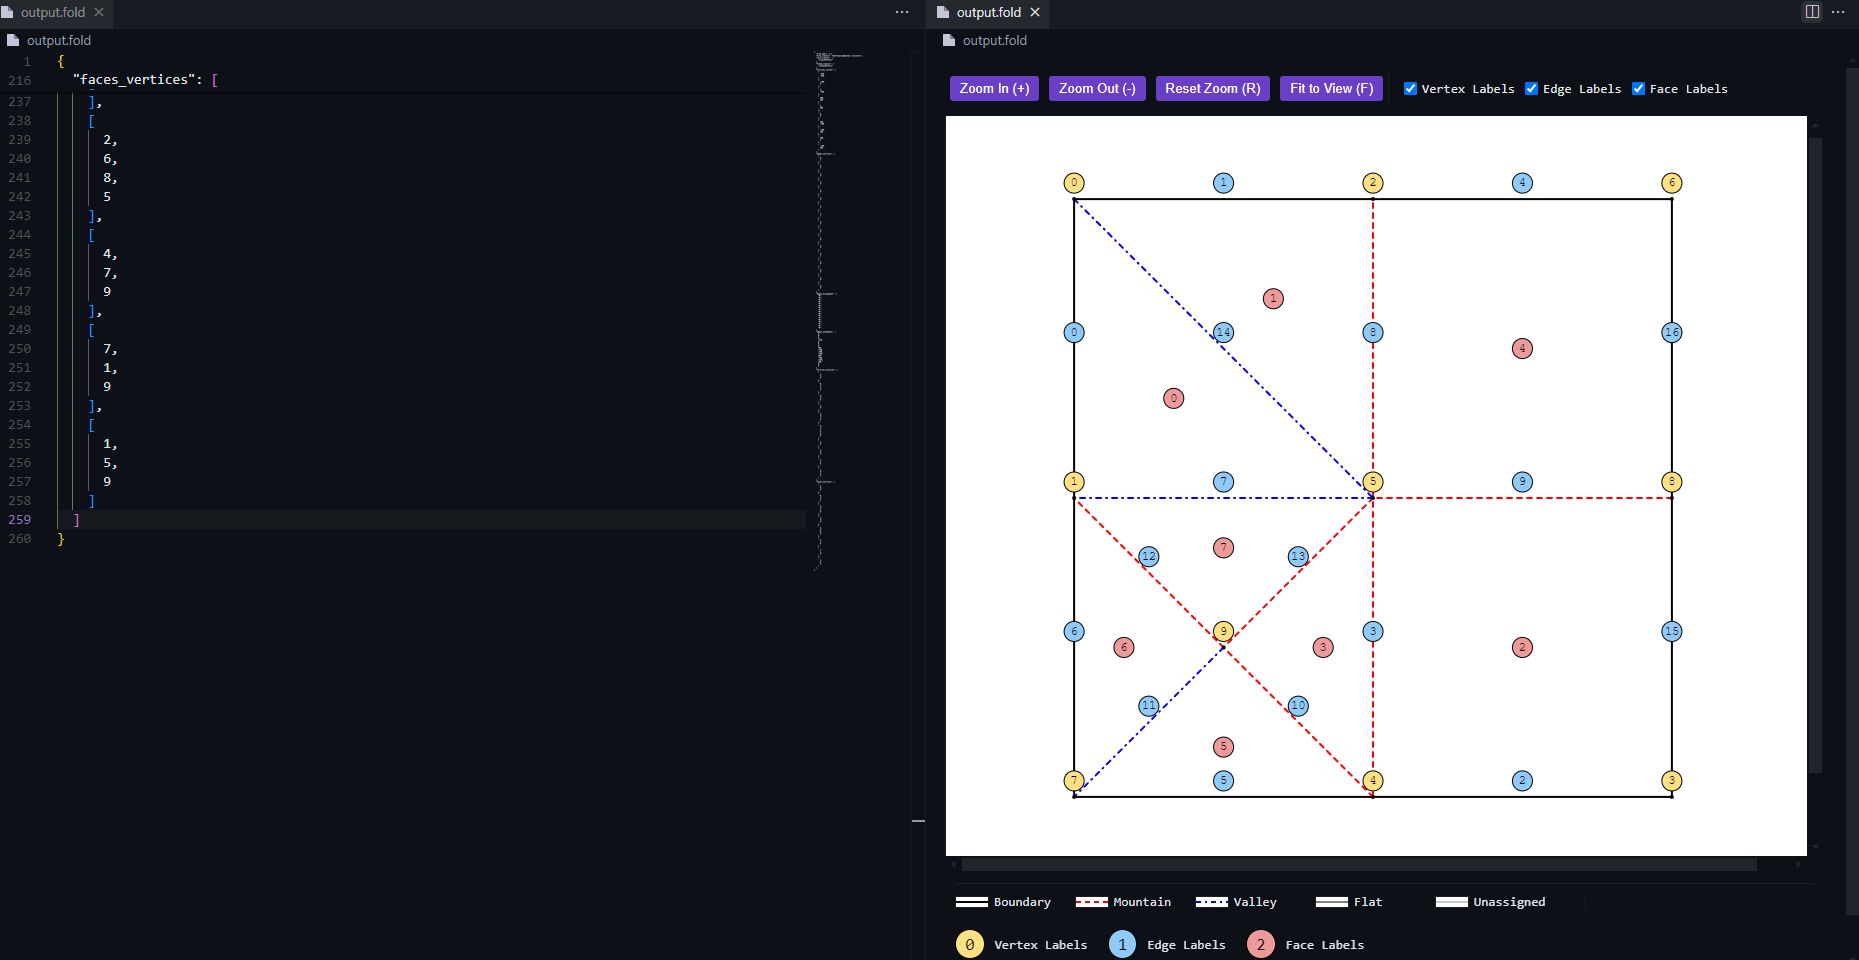 output.fold
output.fold
1 {
216 "faces_vertices": [
237 ],
238 [
239 2,
240 6,
241 8,
242 5
243 ],
244 [
245 4,
246 7,
247 9
248 ],
249 [
250 7,
251 1,
252 9
253 ],
254 [
255 1,
256 5,
257 9
258 ]
259 ]
260 }
output.fold
output.fold
Zoom In (+) Zoom Out (-) Reset Zoom (R) Fit to View (F) Vertex Labels Edge Labels Face Labels
0 1 2 4 6
1
0 14 8 16
4
0
1 7 5 9 8
7
12 13
6 9 3 15
6 3 2
11 10
5
7 5 4 2 3
Boundary Mountain Valley Flat Unassigned
0 Vertex Labels 1 Edge Labels 2 Face Labels